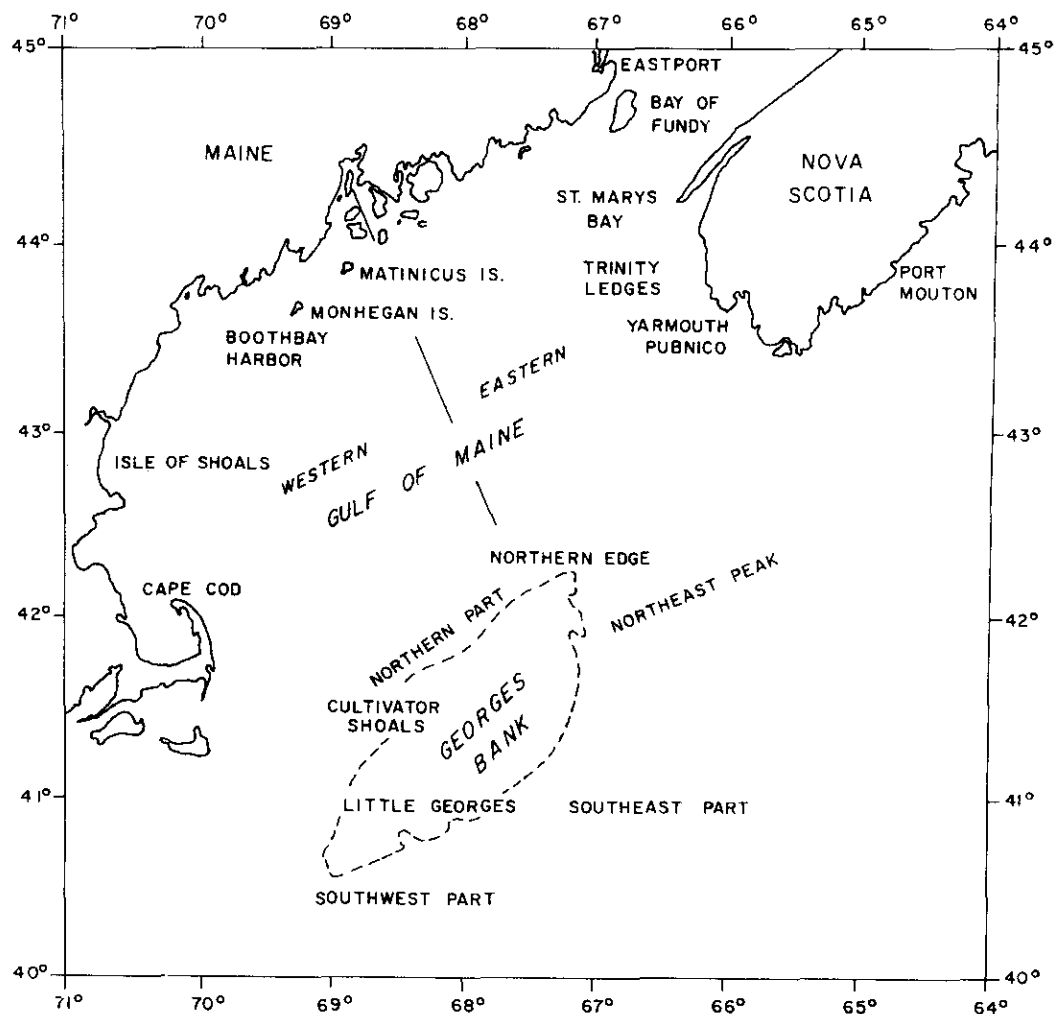 71° 70° 69° 68° 67° 66° 65° 64°
45° 45°
EASTPORT
BAY OF
FUNDY
MAINE
NOVA
SCOTIA
ST. MARYS
BAY
44° 44°
MATINICUS IS.
TRINITY
LEDGES
PORT
MOUTON
MONHEGAN IS.
BOOTHBAY
HARBOR
YARMOUTH
PUBNICO
EASTERN
43° 43°
WESTERN
GULF OF MAINE
ISLE OF SHOALS
NORTHERN EDGE
CAPE COD
NORTHEAST PEAK
42° 42°
NORTHERN PART
CULTIVATOR
SHOALS
GEORGES
BANK
41° 41°
LITTLE GEORGES
SOUTHEAST PART
SOUTHWEST PART
40° 40°
71° 70° 69° 68° 67° 66° 65° 64°